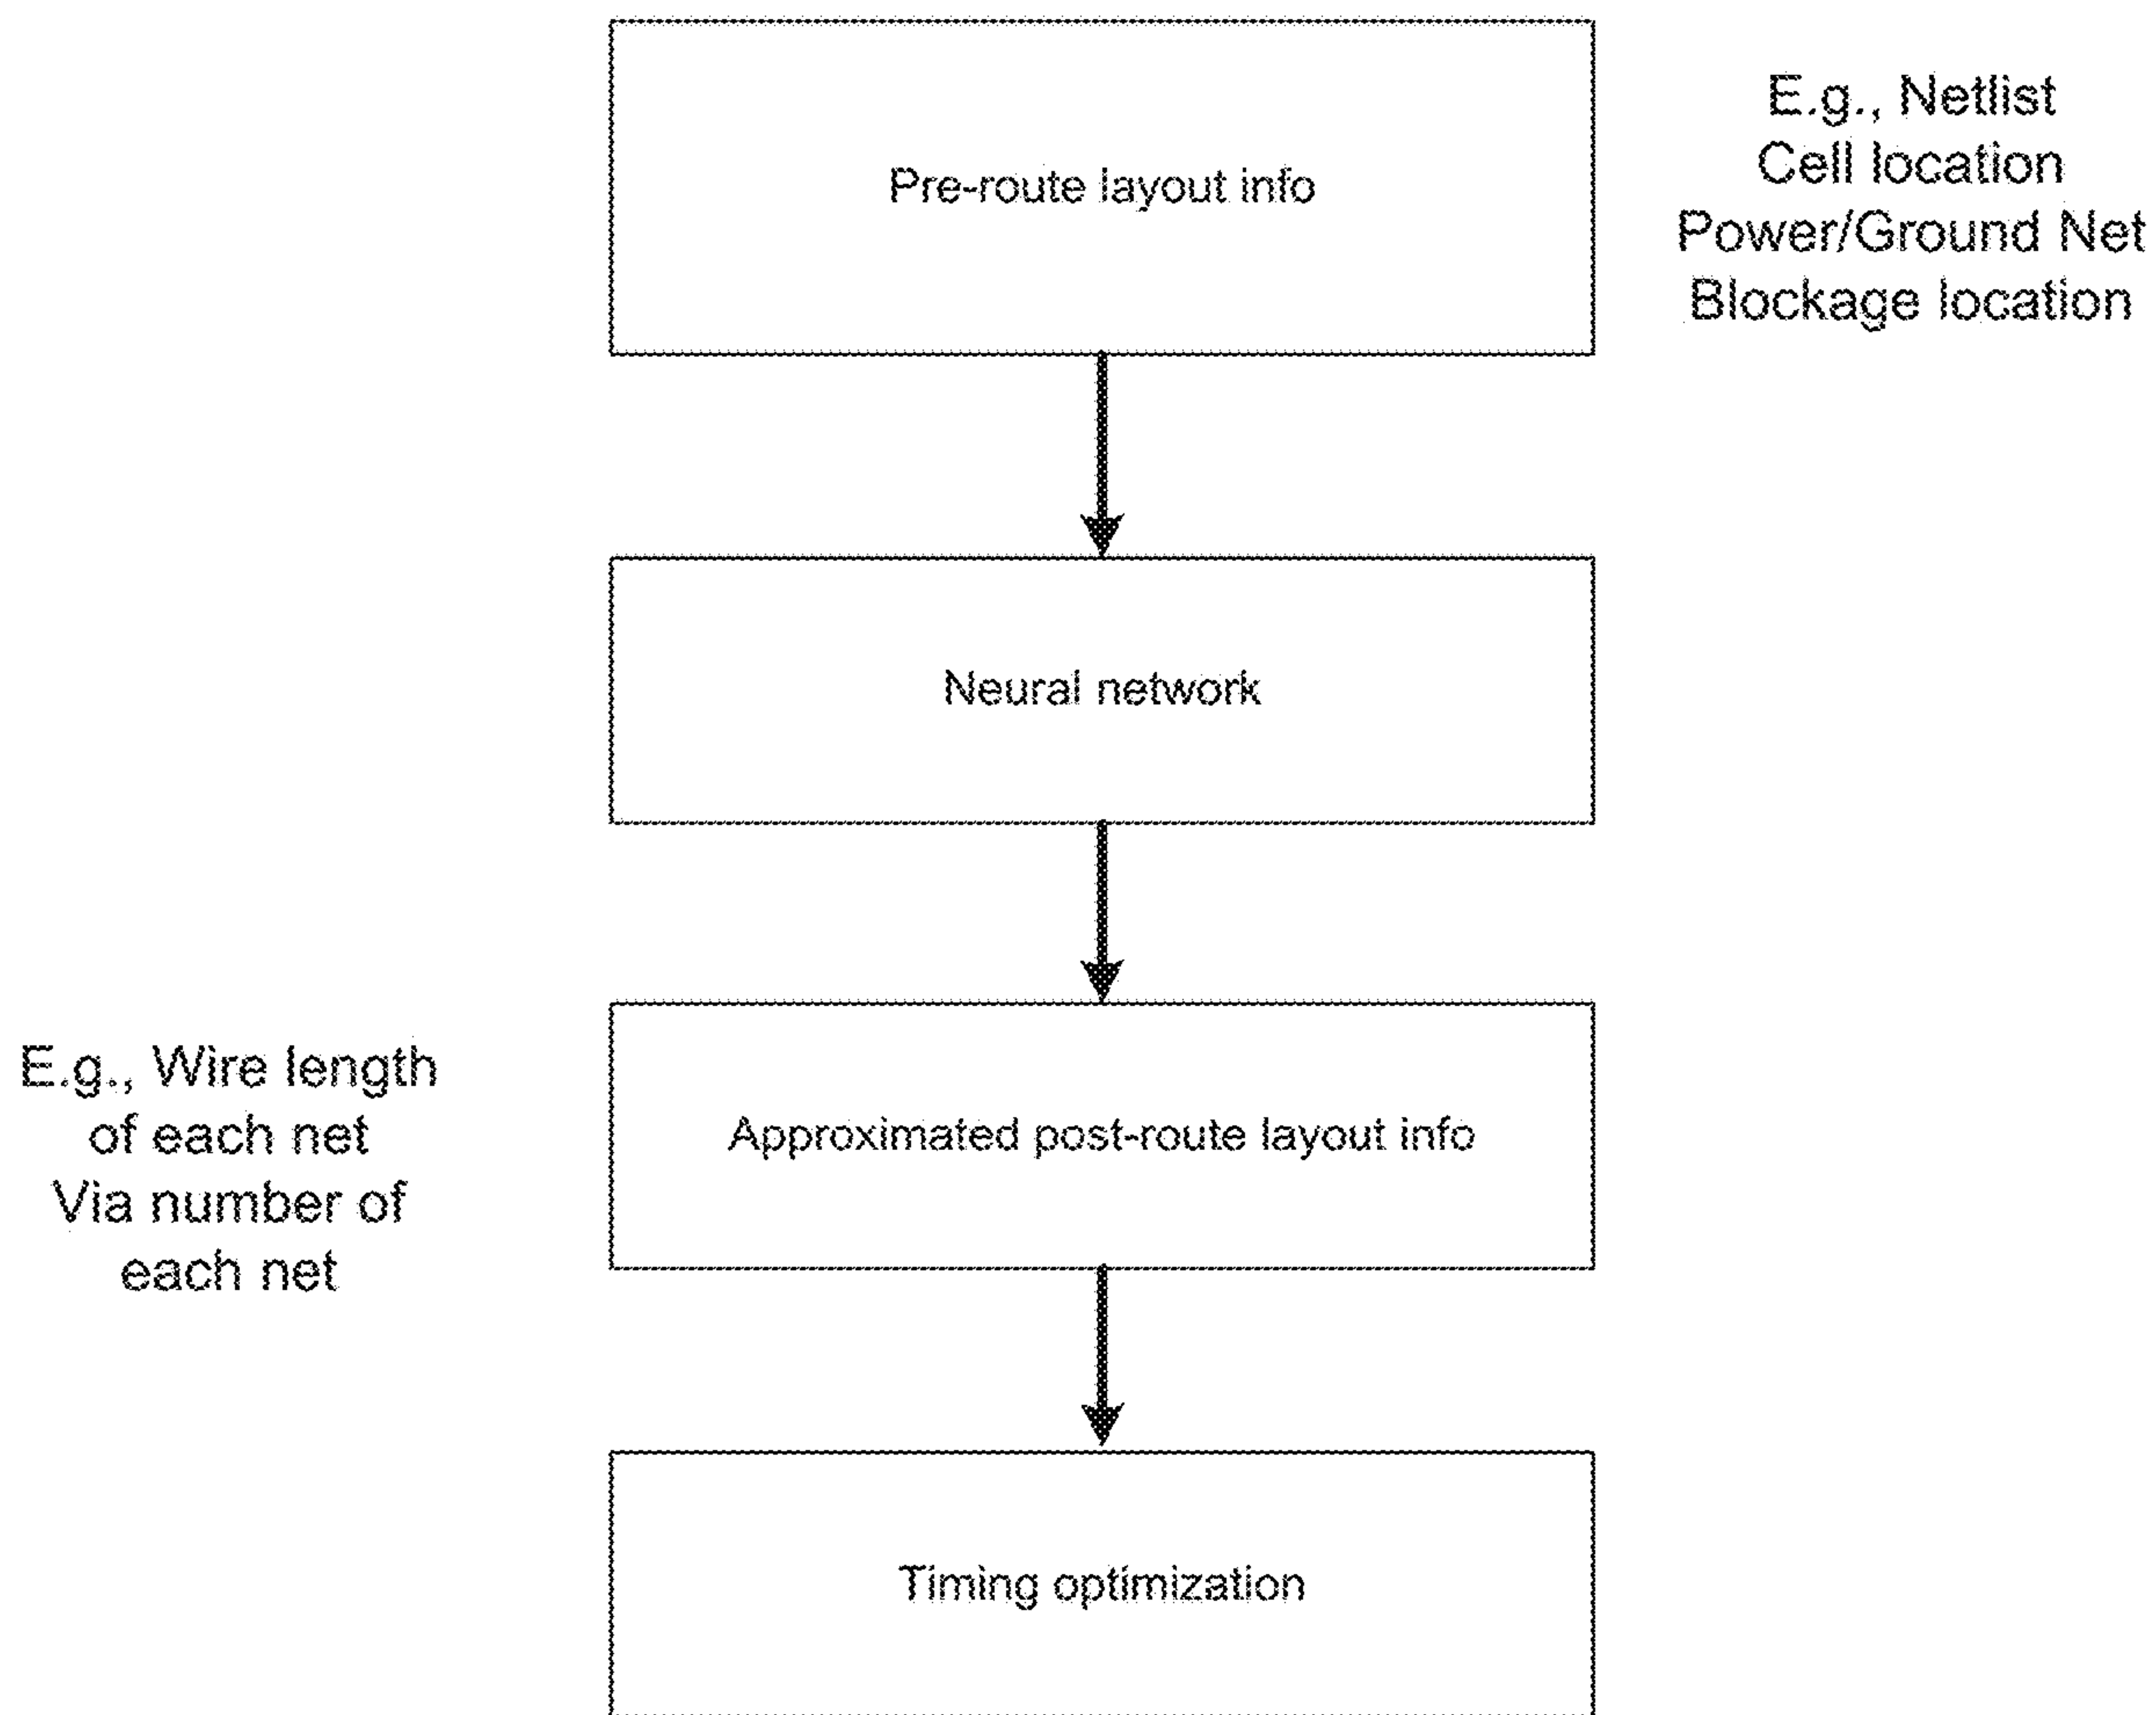 Pre-route layout info
E.g., Netlist
Cell location
Power/Ground Net
Blockage location
Neural network
E.g., Wire length
of each net
Via number of
each net
Approximated post-route layout info
Timing optimization